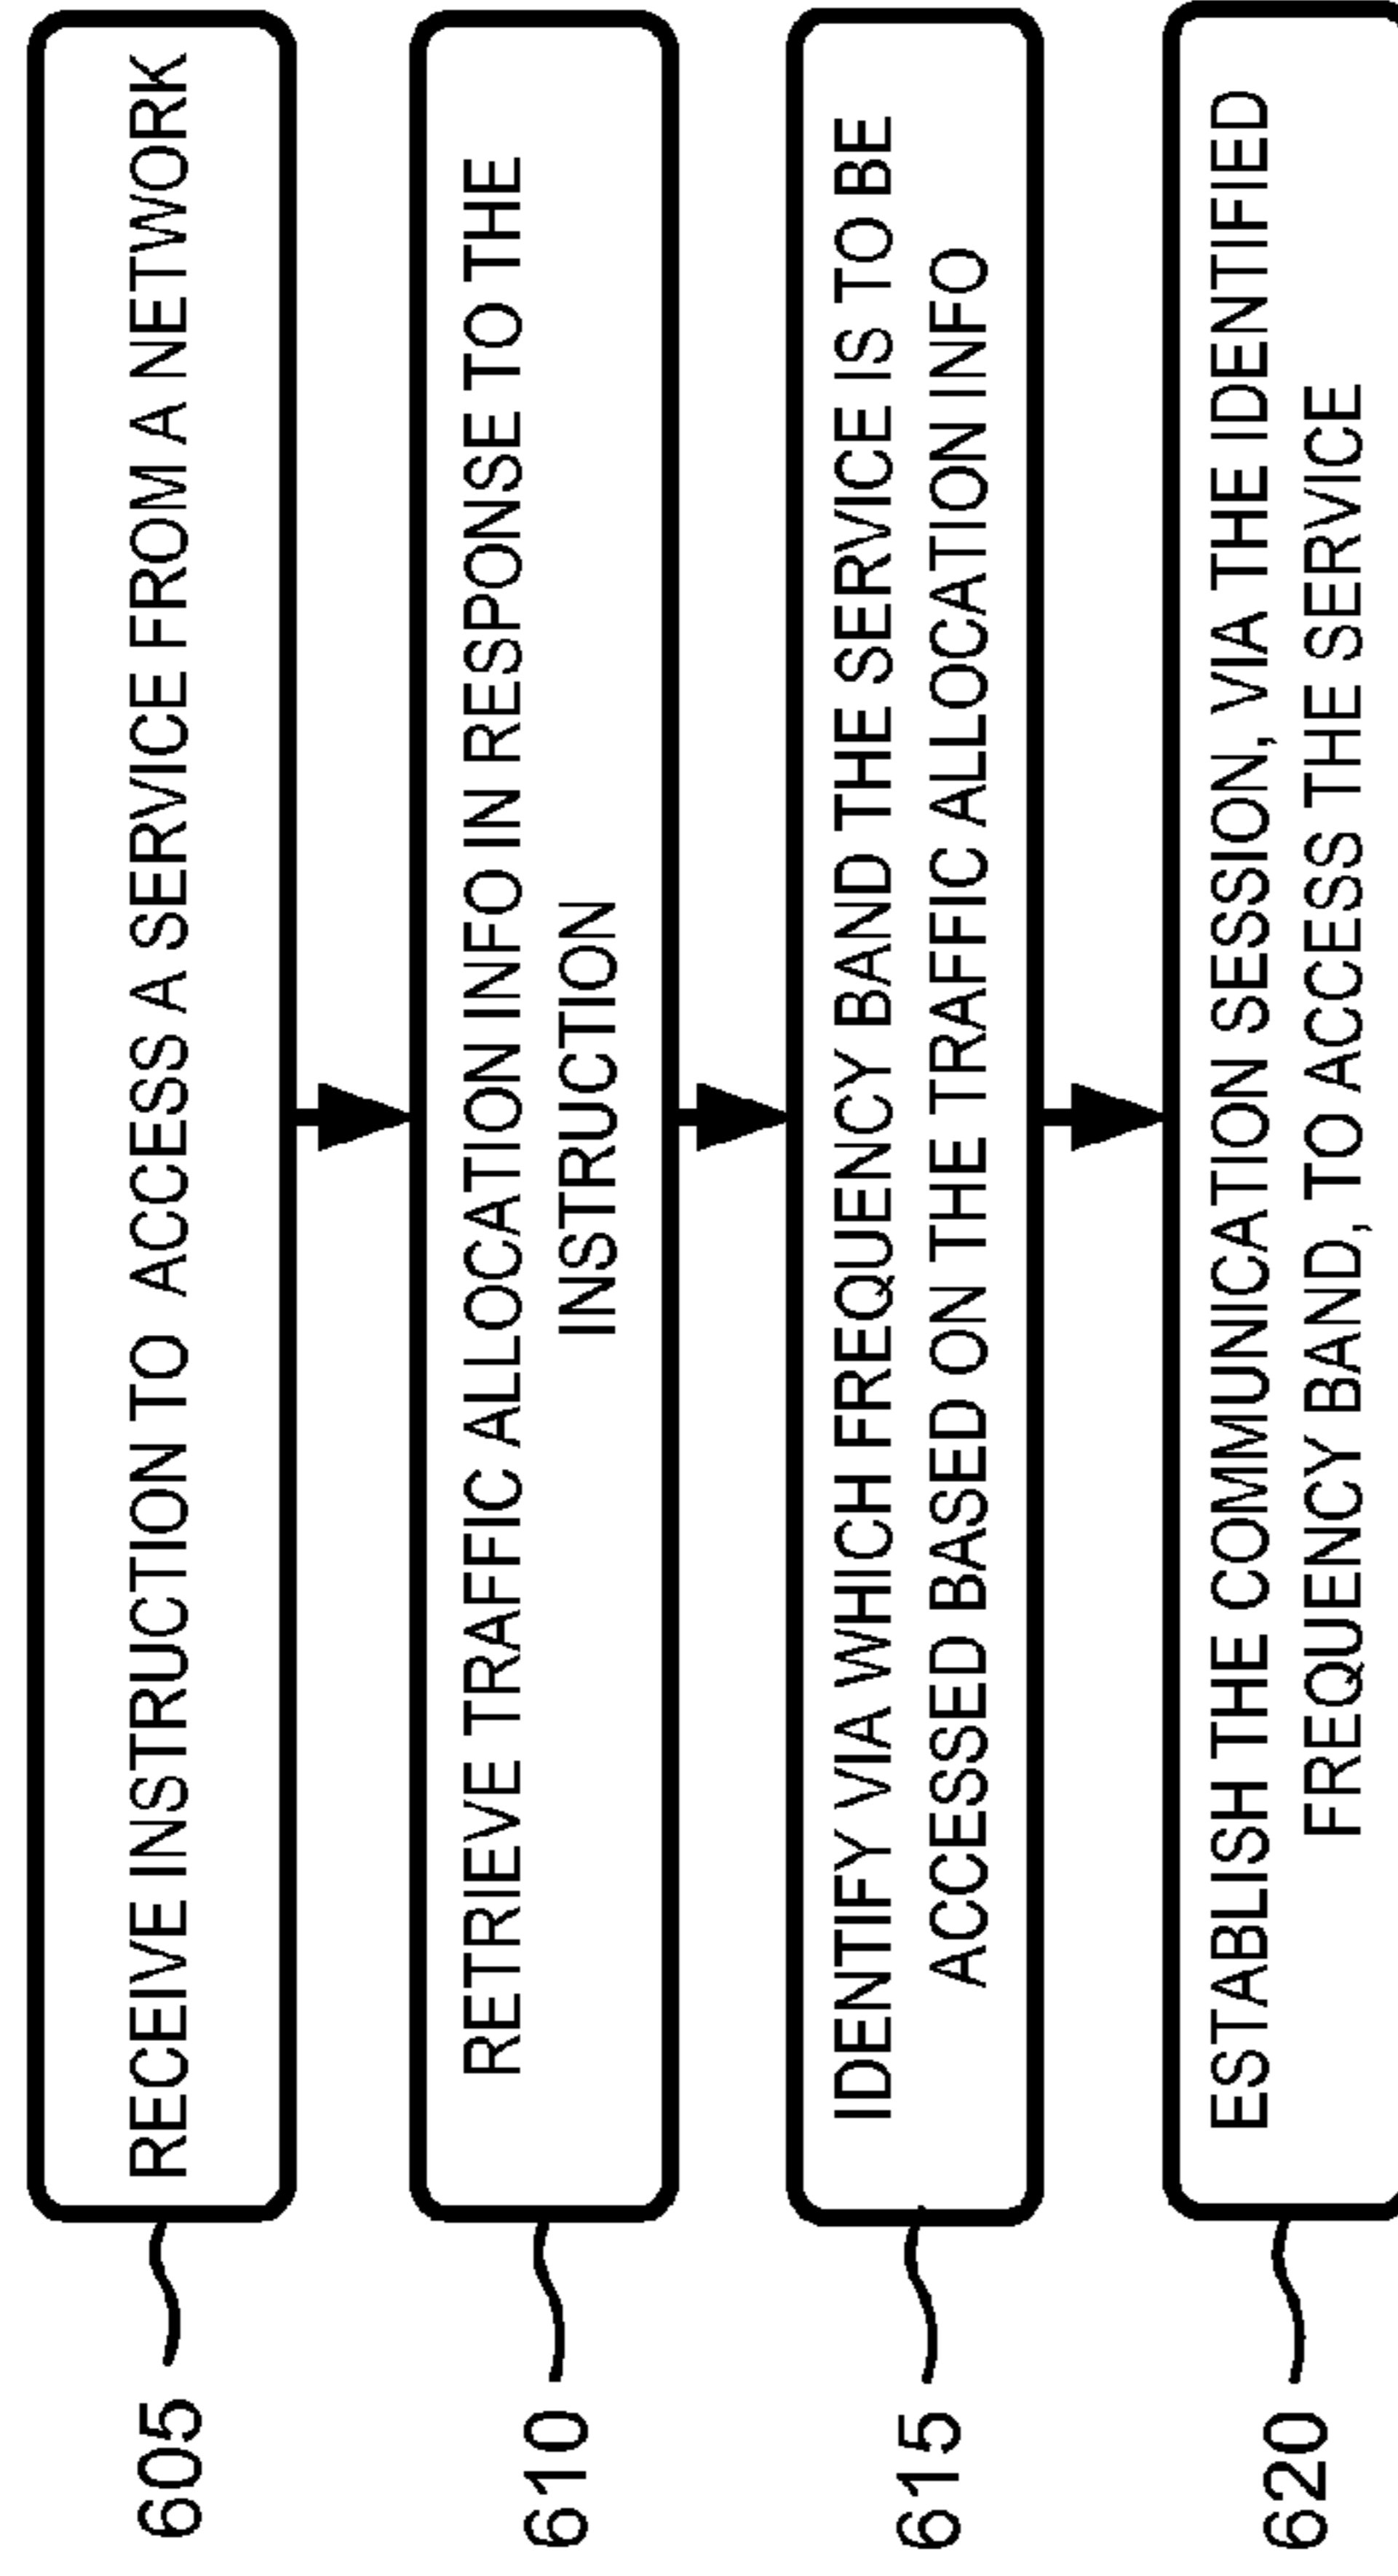 605
RECEIVE INSTRUCTION TO ACCESS A SERVICE FROM A NETWORK
610
RETRIEVE TRAFFIC ALLOCATION INFO IN RESPONSE TO THE
INSTRUCTION
615
IDENTIFY VIA WHICH FREQUENCY BAND THE SERVICE IS TO BE
ACCESSED BASED ON THE TRAFFIC ALLOCATION INFO
620
ESTABLISH THE COMMUNICATION SESSION, VIA THE IDENTIFIED
FREQUENCY BAND, TO ACCESS THE SERVICE